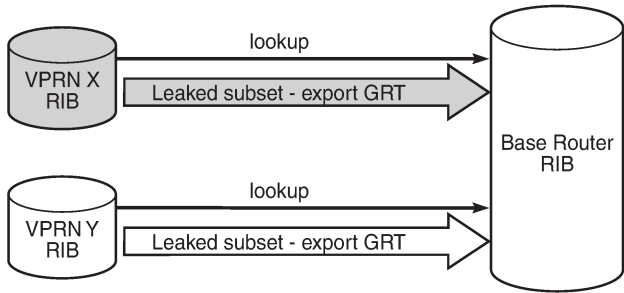 lookup
VPRN X
RIB
Leaked subset - export GRT
Base Router
RIB
lookup
VPRN Y
RIB
Leaked subset - export GRT